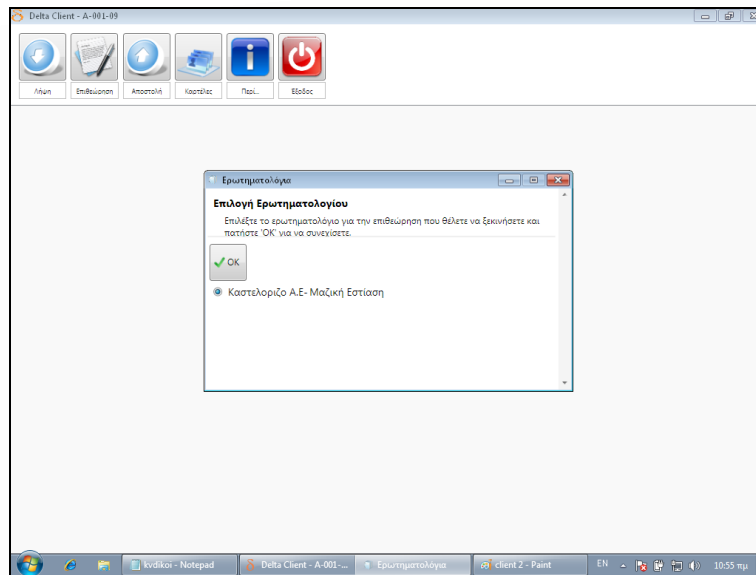 Delta Client - A-001-09
Λήψη Επιθεώρηση Αποστολή Καρτέλες Περί... Εξοδος
Ερωτηματολόγια
Επιλογή Ερωτηματολογίου
Επιλέξτε το ερωτηματολόγιο για την επιθεώρηση που θέλετε να ξεκινήσετε και
πατήστε 'OK' για να συνεχίσετε.
OK
Καστελοριζο Α.Ε- Μαζική Εστίαση
kvdikoi - Notepad Delta Client - A-001-... Ερωτηματολόγια client 2 - Paint EN 10:55 πμ